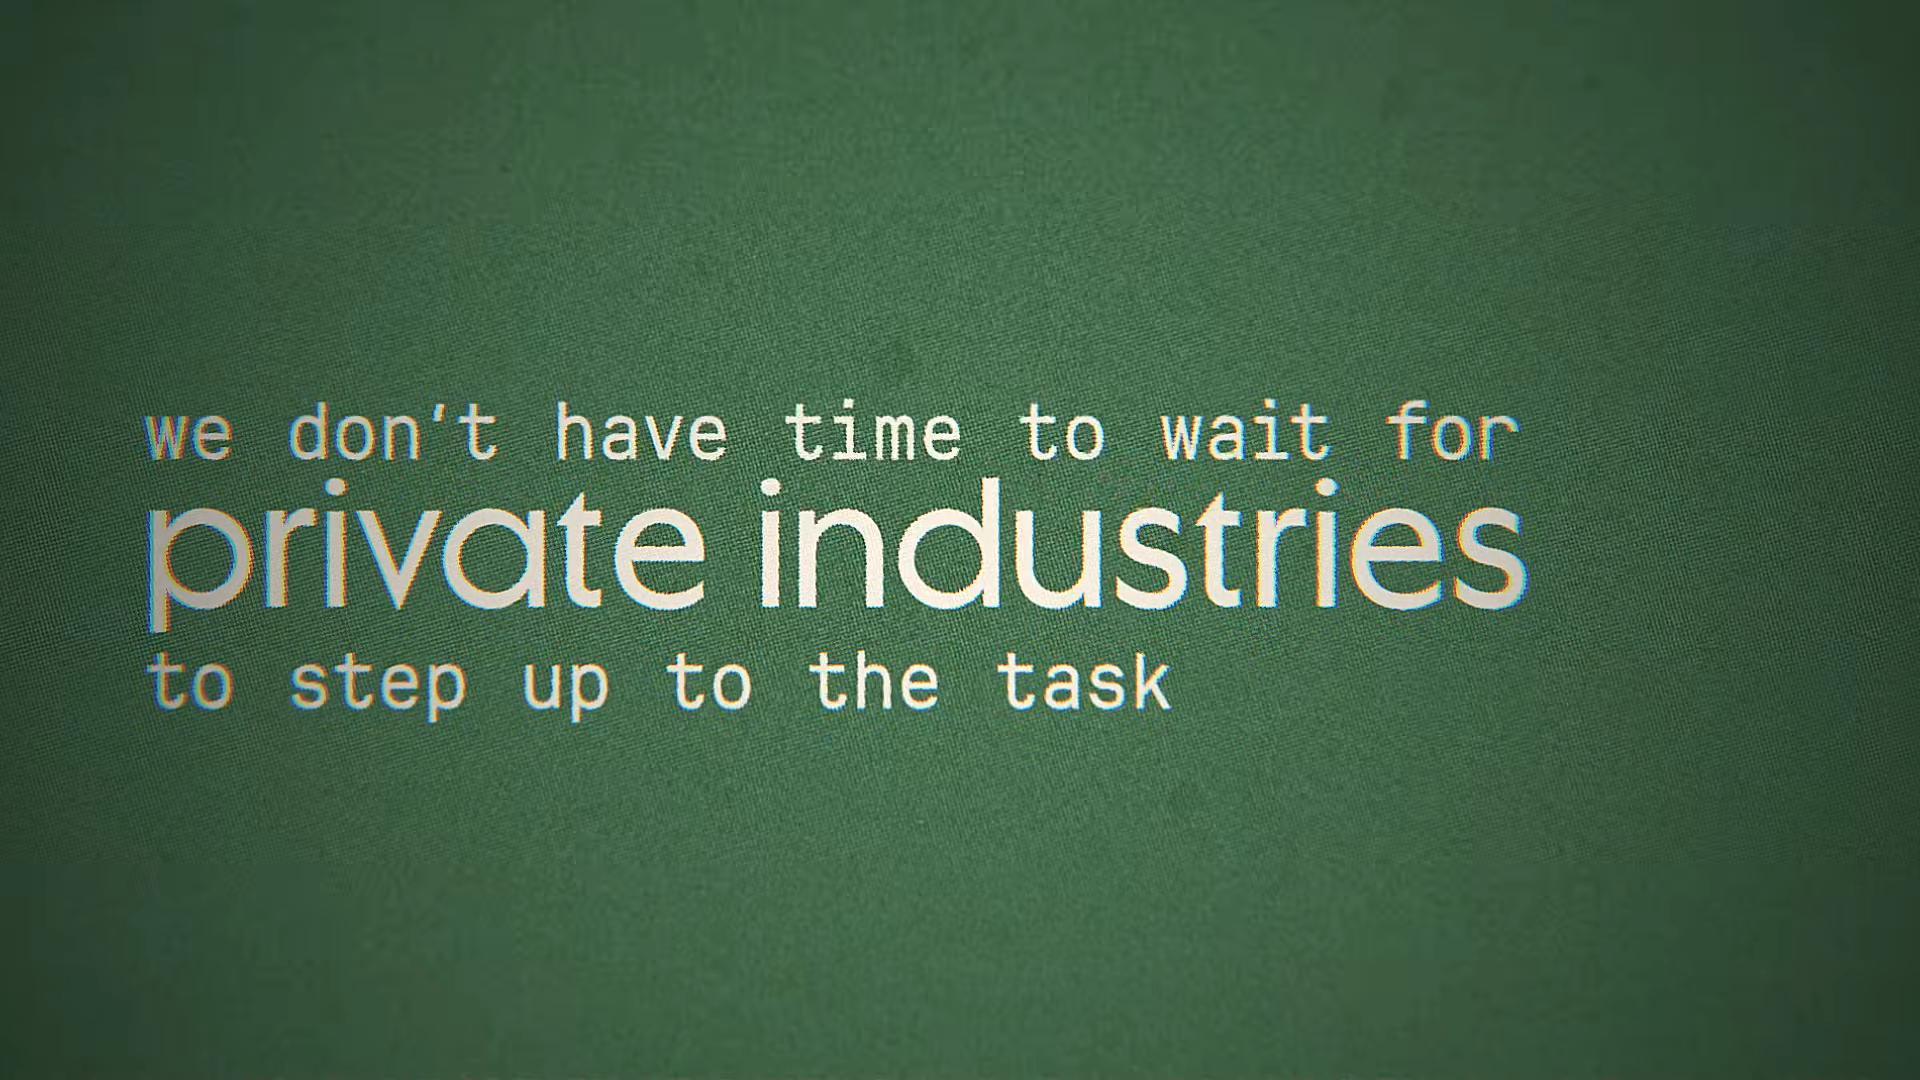 we don't have time to wait for
private industries
to step up to the task